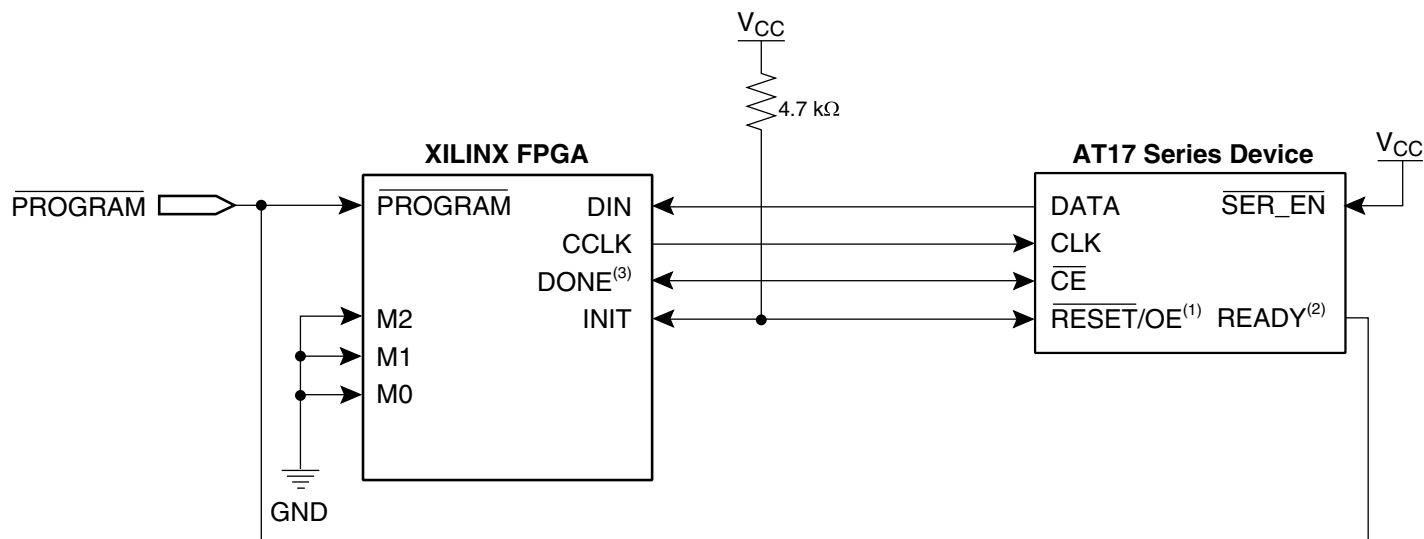 VCC
4.7 kΩ
XILINX FPGA
AT17 Series Device
VCC
PROGRAM
PROGRAM
DIN
CCLK
DONE(3)
INIT
M2
M1
M0
GND
DATA
CLK
CE
RESET/OE(1)
SER_EN
READY(2)